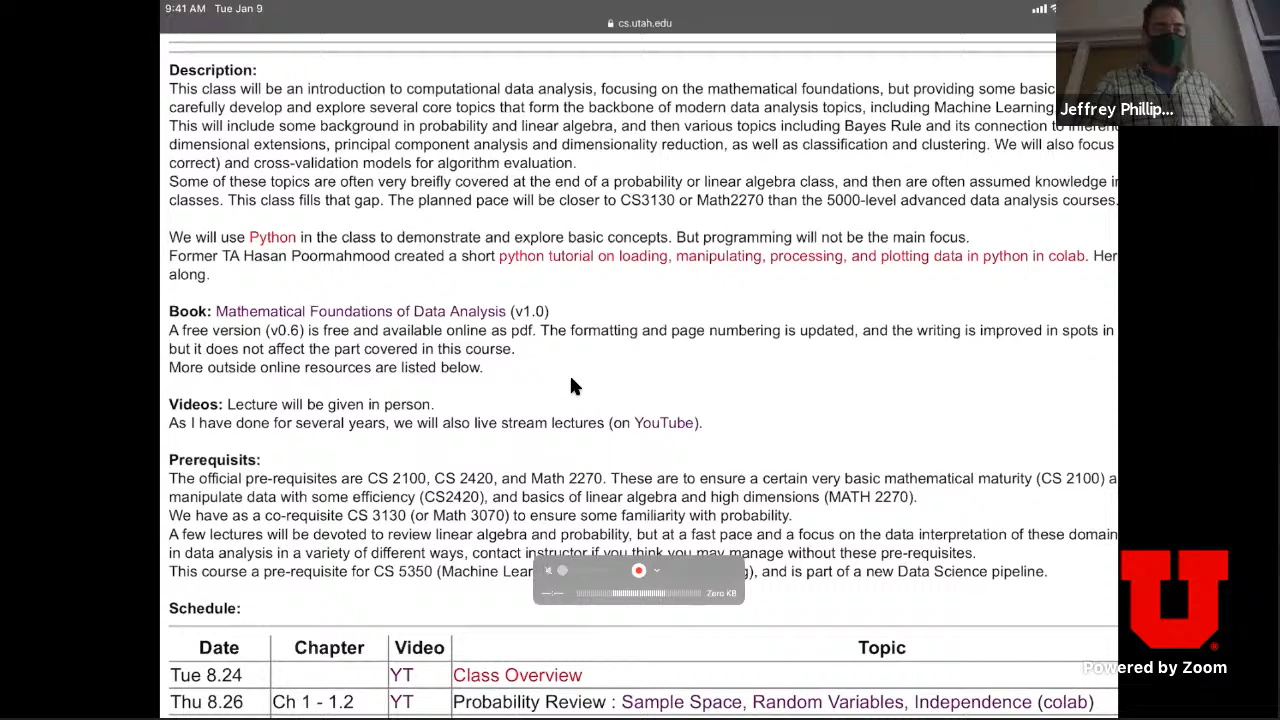 9:41 AM Tue Jan 9
cs.utah.edu
Description:
This class will be an introduction to computational data analysis, focusing on the mathematical foundations, but providing some basic
carefully develop and explore several core topics that form the backbone of modern data analysis topics, including Machine Learning
This will include some background in probability and linear algebra, and then various topics including Bayes Rule and its connection to
dimensional extensions, principal component analysis and dimensionality reduction, as well as classification and clustering. We will also focus
correct) and cross-validation models for algorithm evaluation.
Some of these topics are often very breifly covered at the end of a probability or linear algebra class, and then are often assumed knowledge in
classes. This class fills that gap. The planned pace will be closer to CS3130 or Math2270 than the 5000-level advanced data analysis courses.
We will use Python in the class to demonstrate and explore basic concepts. But programming will not be the main focus.
Former TA Hasan Poormahmood created a short python tutorial on loading, manipulating, processing, and plotting data in python in colab. Her
along.
Book: Mathematical Foundations of Data Analysis (v1.0)
A free version (v0.6) is free and available online as pdf. The formatting and page numbering is updated, and the writing is improved in spots in
but it does not affect the part covered in this course.
More outside online resources are listed below.
Videos: Lecture will be given in person.
As I have done for several years, we will also live stream lectures (on YouTube).
Prerequisits:
The official pre-requisites are CS 2100, CS 2420, and Math 2270. These are to ensure a certain very basic mathematical maturity (CS 2100) a
manipulate data with some efficiency (CS2420), and basics of linear algebra and high dimensions (MATH 2270).
We have as a co-requisite CS 3130 (or Math 3070) to ensure some familiarity with probability.
A few lectures will be devoted to review linear algebra and probability, but at a fast pace and a focus on the data interpretation of these domain
in data analysis in a variety of different ways, contact instructor if you think you may manage without these pre-requisites.
This course a pre-requisite for CS 5350 (Machine Lear g), and is part of a new Data Science pipeline.
Zero KB
Schedule:
Date Chapter Video Topic
Tue 8.24 YT Class Overview
Thu 8.26 Ch 1 - 1.2 YT Probability Review : Sample Space, Random Variables, Independence (colab)
Jeffrey Phillip...
U
Powered by Zoom